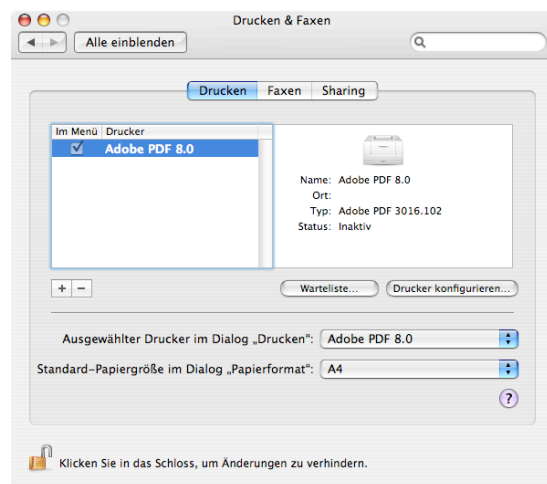 Drucken & Faxen
Alle einblenden
Drucken Faxen Sharing
Im Menü Drucker
Adobe PDF 8.0
Name: Adobe PDF 8.0
Ort:
Typ: Adobe PDF 3016.102
Status: Inaktiv
+ −
Warteliste... Drucker konfigurieren...
Ausgewählter Drucker im Dialog „Drucken": Adobe PDF 8.0
Standard-Papiergröße im Dialog „Papierformat": A4
?
Klicken Sie in das Schloss, um Änderungen zu verhindern.